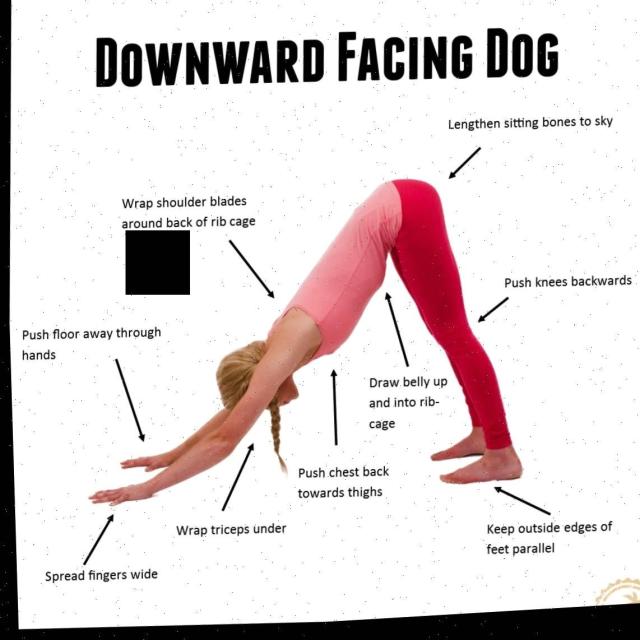 DOWNWARD FACING DOG
Lengthen sitting bones to sky
Wrap shoulder blades
around back of rib cage
Push knees backwards
Push floor away through
hands
Draw belly up
and into rib-
cage
Push chest back
towards thighs
Wrap triceps under
Keep outside edges of
feet parallel
Spread fingers wide